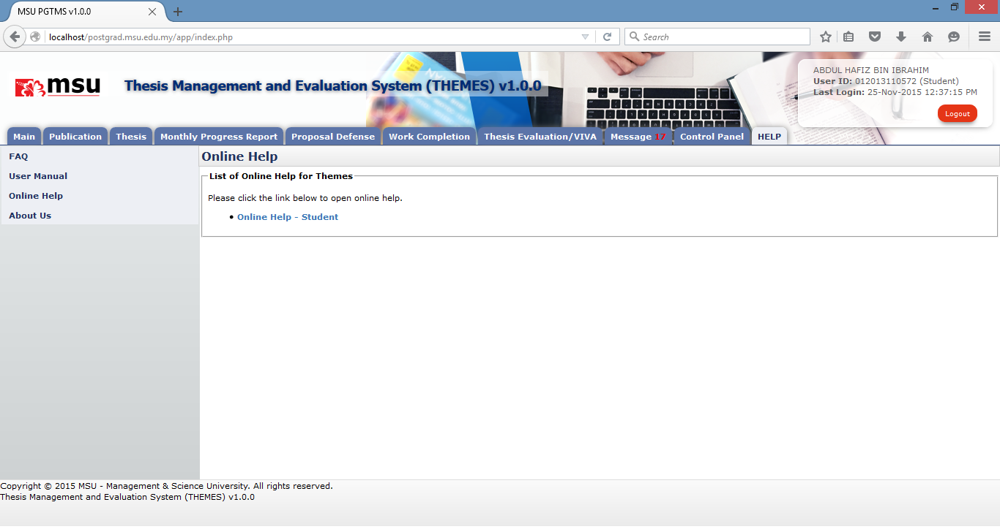 MSU PGTMS v1.0.0
localhost/postgrad.msu.edu.my/app/index.php
Search
msu
Thesis Management and Evaluation System (THEMES) v1.0.0
ABDUL HAFIZ BIN IBRAHIM
User ID: 012013110572 (Student)
Last Login: 25-Nov-2015 12:37:15 PM
Logout
Main Publication Thesis Monthly Progress Report Proposal Defense Work Completion Thesis Evaluation/VIVA Message 17 Control Panel HELP
FAQ
User Manual
Online Help
About Us
Online Help
List of Online Help for Themes
Please click the link below to open online help.
• Online Help - Student
Copyright © 2015 MSU - Management & Science University. All rights reserved.
Thesis Management and Evaluation System (THEMES) v1.0.0